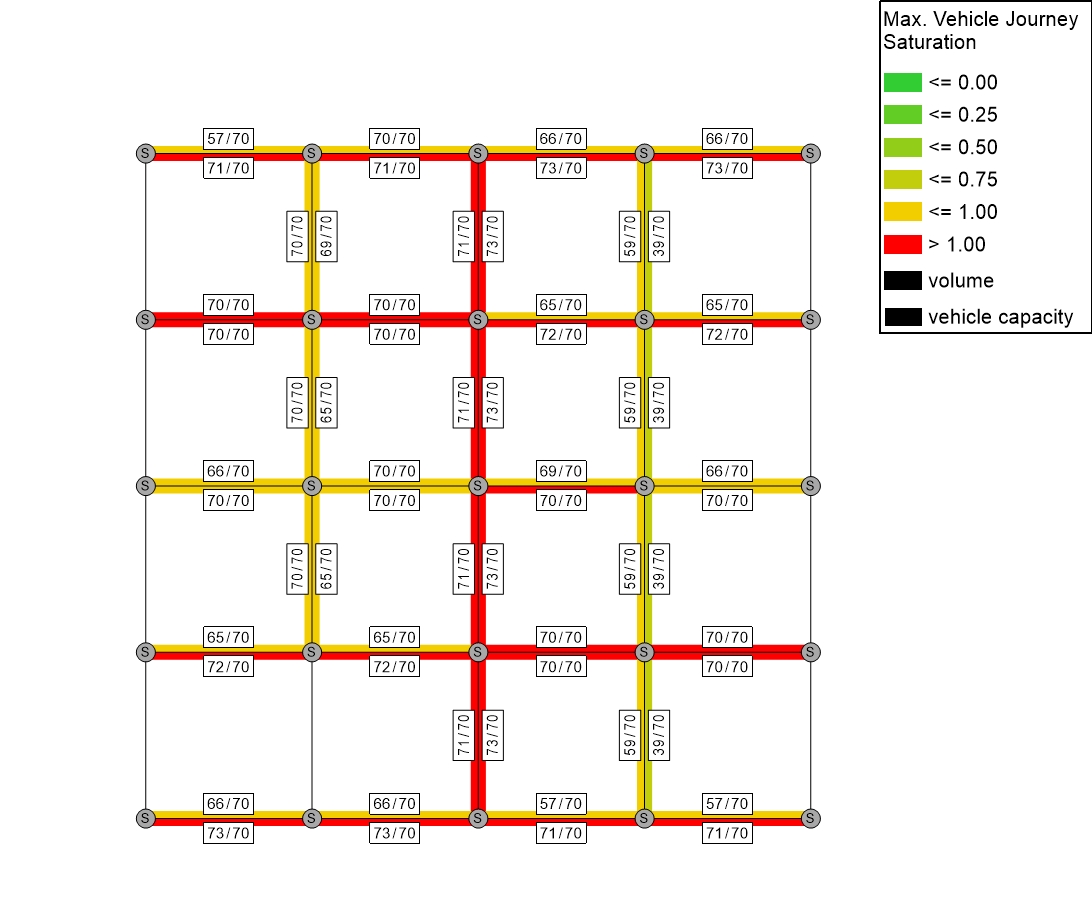 Max. Vehicle Journey
Saturation
<= 0.00
<= 0.25
<= 0.50
<= 0.75
<= 1.00
> 1.00
volume
vehicle capacity
57/70 70/70 66/70 66/70
S S S S S
71/70 71/70 73/70 73/70
70/70 69/70 71/70 73/70 59/70 39/70
70/70 70/70 65/70 65/70
S S S S S
70/70 70/70 72/70 72/70
70/70 65/70 71/70 73/70 59/70 39/70
66/70 70/70 69/70 66/70
S S S S S
70/70 70/70 70/70 70/70
70/70 65/70 71/70 73/70 59/70 39/70
65/70 65/70 70/70 70/70
S S S S S
72/70 72/70 70/70 70/70
71/70 73/70 59/70 39/70
66/70 66/70 57/70 57/70
S S S S S
73/70 73/70 71/70 71/70